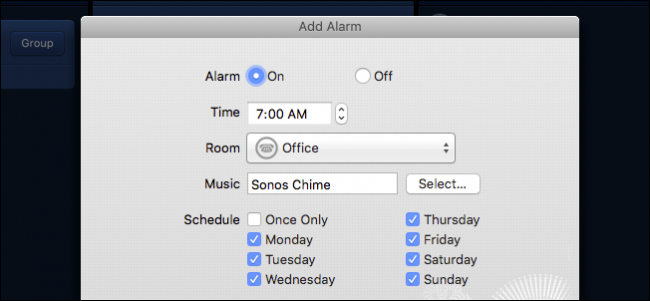 Group
Add Alarm
Alarm On Off
Time 7:00 AM
Room Office
Music Sonos Chime Select...
Schedule Once Only Thursday
Monday Friday
Tuesday Saturday
Wednesday Sunday